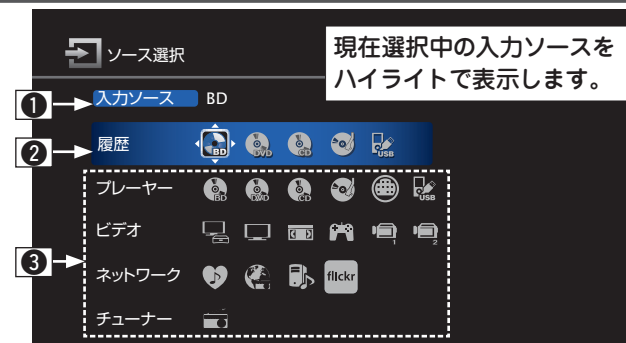 ソース選択
現在選択中の入力ソースを
ハイライトで表示します。
1 入力ソース BD
2 履歴 BD DVD CD USB
プレーヤー BD DVD CD USB
ビデオ 1 2
3
ネットワーク flickr
チューナー